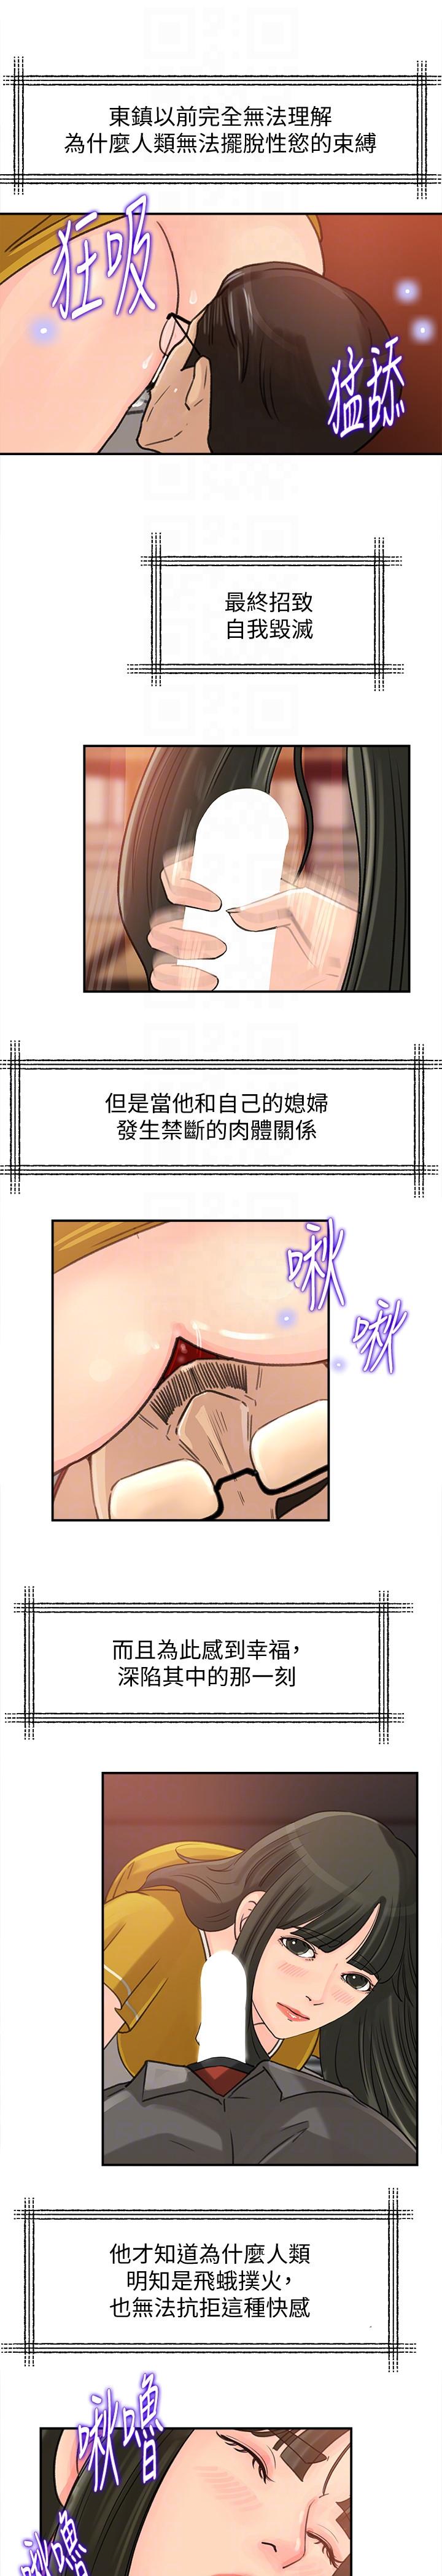 東鎮以前完全無法理解
為什麼人類無法擺脫性慾的束縛
狂吸
猛舔
最終招致
自我毀滅
但是當他和自己的媳婦
發生禁斷的肉體關係
啾
啾
而且為此感到幸福，
深陷其中的那一刻
他才知道為什麼人類
明知是飛蛾撲火，
也無法抗拒這種快感
啾嚕
啾嚕